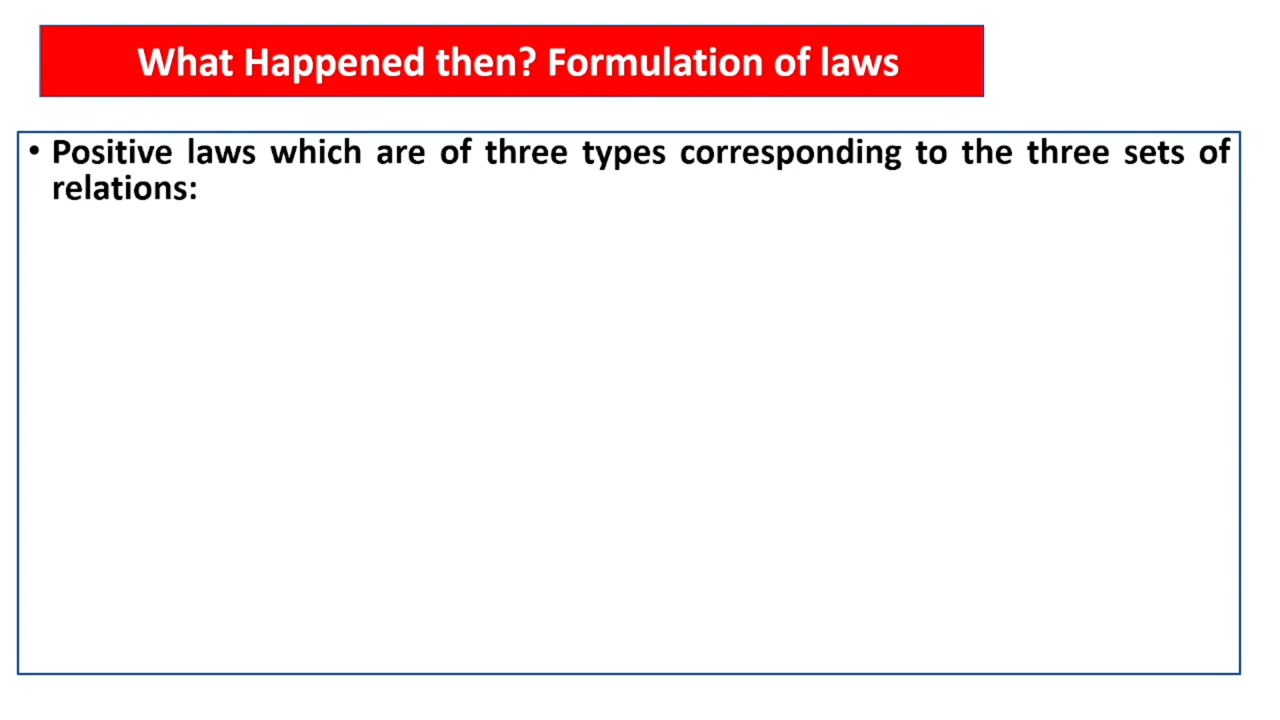 What Happened then? Formulation of laws
• Positive laws which are of three types corresponding to the three sets of
relations: